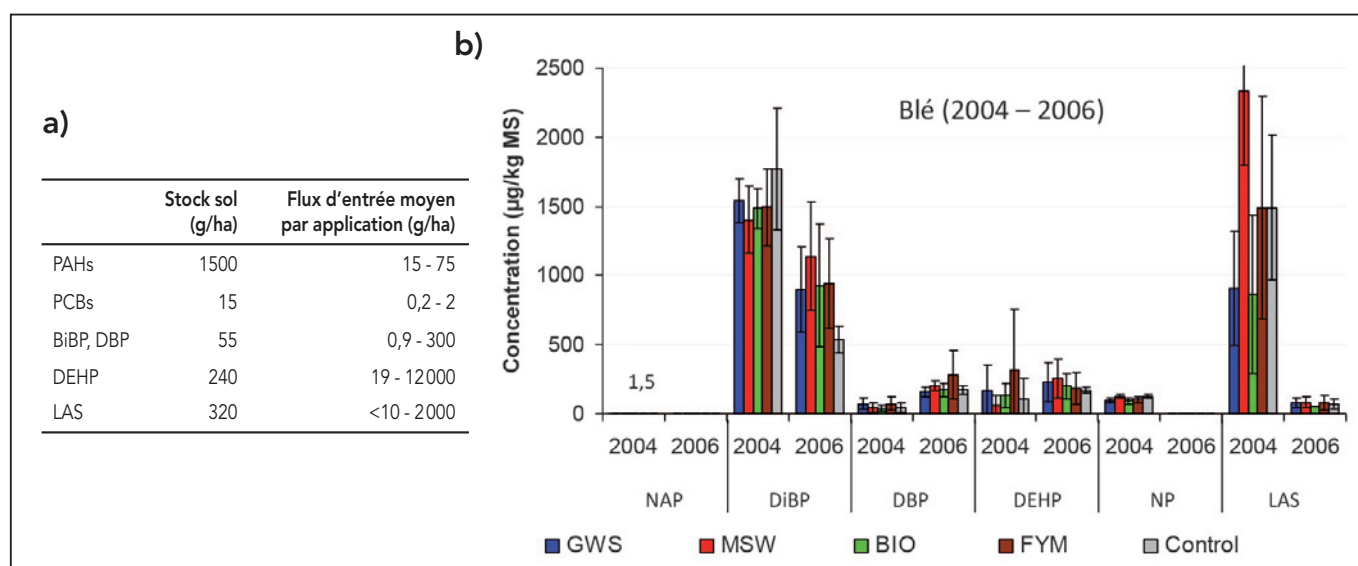 a)
Stock sol Flux d'entrée moyen
(g/ha) par application (g/ha)
PAHs 1500 15 - 75
PCBs 15 0,2 - 2
BiBP, DBP 55 0,9 - 300
DEHP 240 19 - 12000
LAS 320 <10 - 2000
b)
Blé (2004 – 2006)
Concentration (µg/kg MS)
2500
2000
1500
1000
500
0
1,5
2004 2006 2004 2006 2004 2006 2004 2006 2004 2006 2004 2006
NAP DiBP DBP DEHP NP LAS
GWS MSW BIO FYM Control